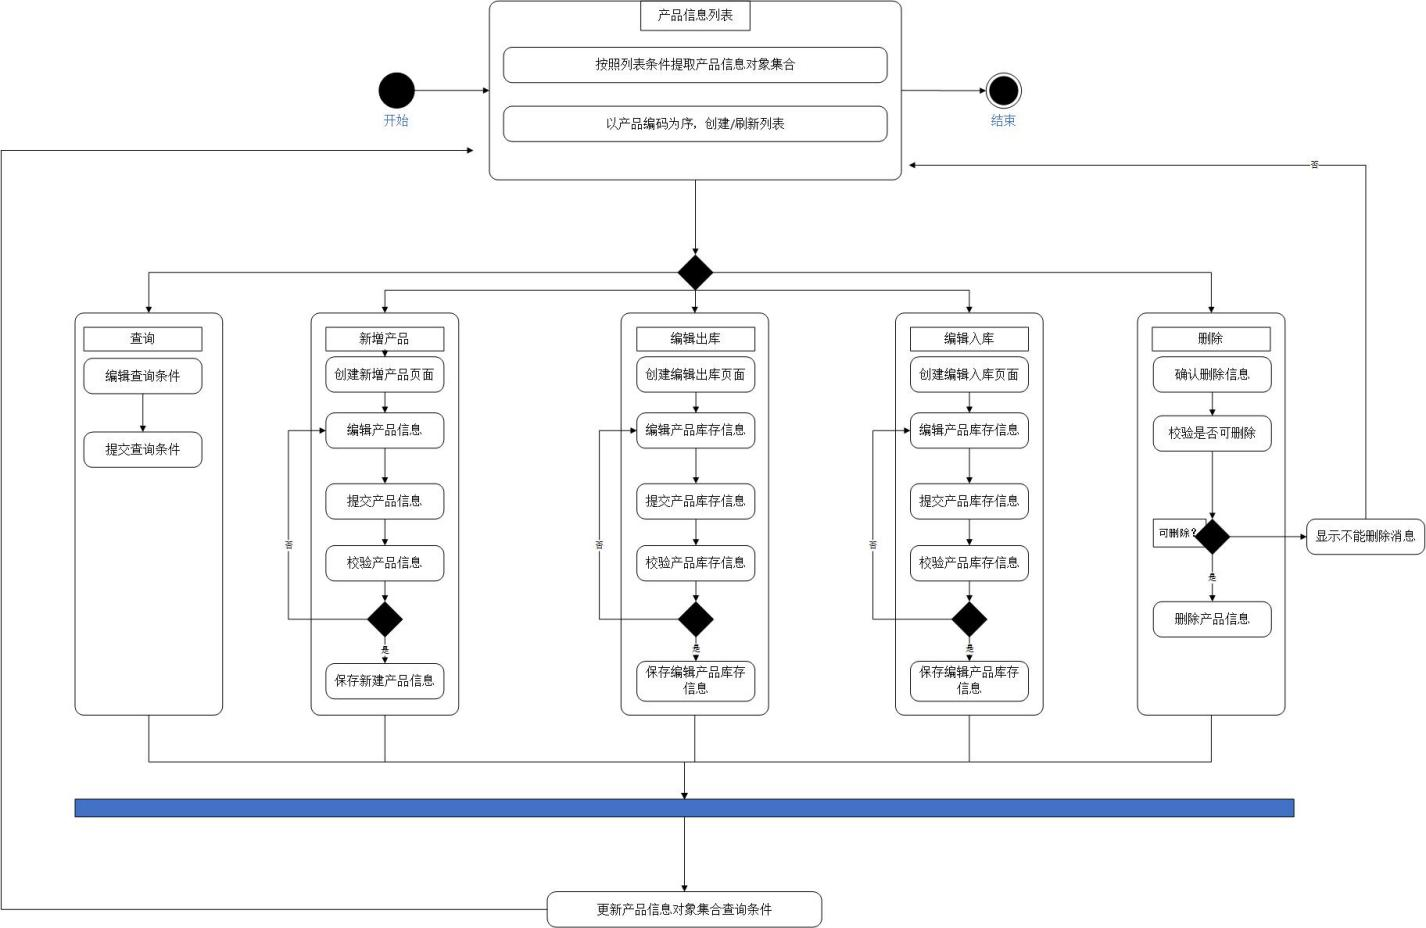 产品信息列表
按照列表条件提取产品信息对象集合
开始
结束
以产品编码为序，创建/刷新列表
否
查询
编辑查询条件
提交查询条件
新增产品
创建新增产品页面
编辑产品信息
提交产品信息
否
校验产品信息
是
保存新建产品信息
编辑出库
创建编辑出库页面
编辑产品库存信息
提交产品库存信息
否
校验产品库存信息
是
保存编辑产品库存
信息
编辑入库
创建编辑入库页面
编辑产品库存信息
提交产品库存信息
否
校验产品库存信息
是
保存编辑产品库存
信息
删除
确认删除信息
校验是否可删除
可删除？
显示不能删除消息
是
删除产品信息
更新产品信息对象集合查询条件